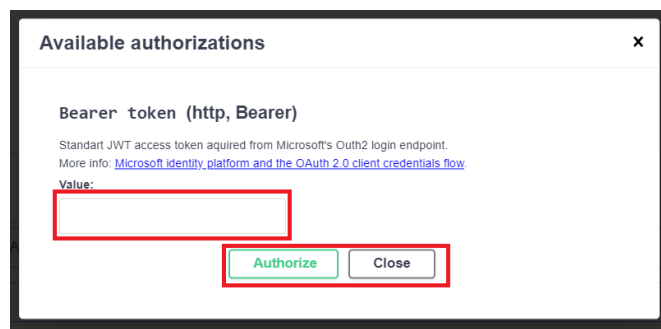 Available authorizations
Bearer token (http, Bearer)
Standart JWT access token aquired from Microsoft's Outh2 login endpoint.
More info: Microsoft identity platform and the OAuth 2.0 client credentials flow.
Value:
Authorize Close